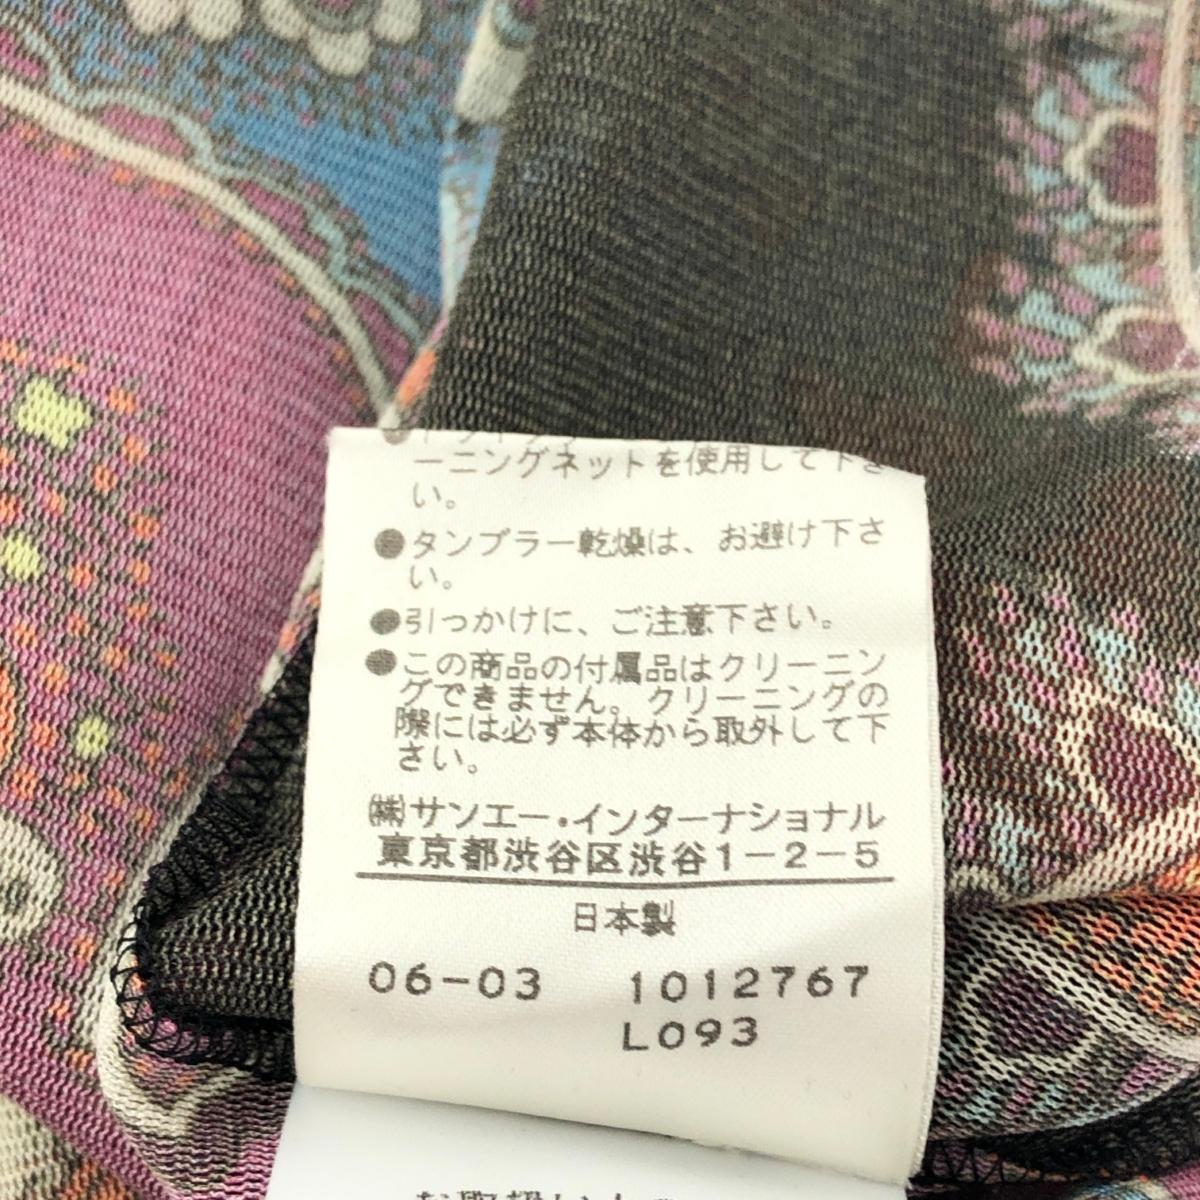 ーニングネットを使用して下さ
い。
●タンブラー乾燥は、お避け下さ
い。
●引っかけに、ご注意下さい。
●この商品の付属品はクリーニン
グできません。クリーニングの
際には必ず本体から取外して下
さい。
㈱サンエー・インターナショナル
東京都渋谷区渋谷1-2-5
日本製
06-03 1012767
L093